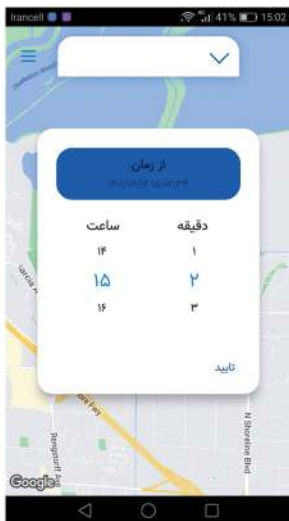 Irancell 41% 15:02
از زمان
ساعت دقیقه
۱۴ ۱
۱۵ ۲
۱۶ ۳
تایید
N Shoreline Blvd
Google